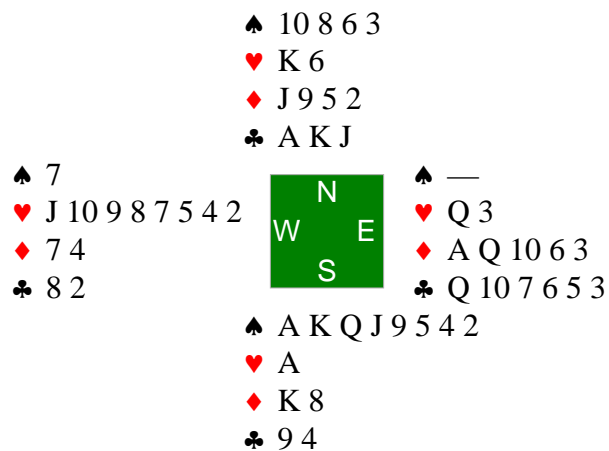 ♠ 10 8 6 3
♥ K 6
♦ J 9 5 2
♣ A K J
♠ 7
♥ J 10 9 8 7 5 4 2
♦ 7 4
♣ 8 2
N
W E
S
♠ —
♥ Q 3
♦ A Q 10 6 3
♣ Q 10 7 6 5 3
♠ A K Q J 9 5 4 2
♥ A
♦ K 8
♣ 9 4